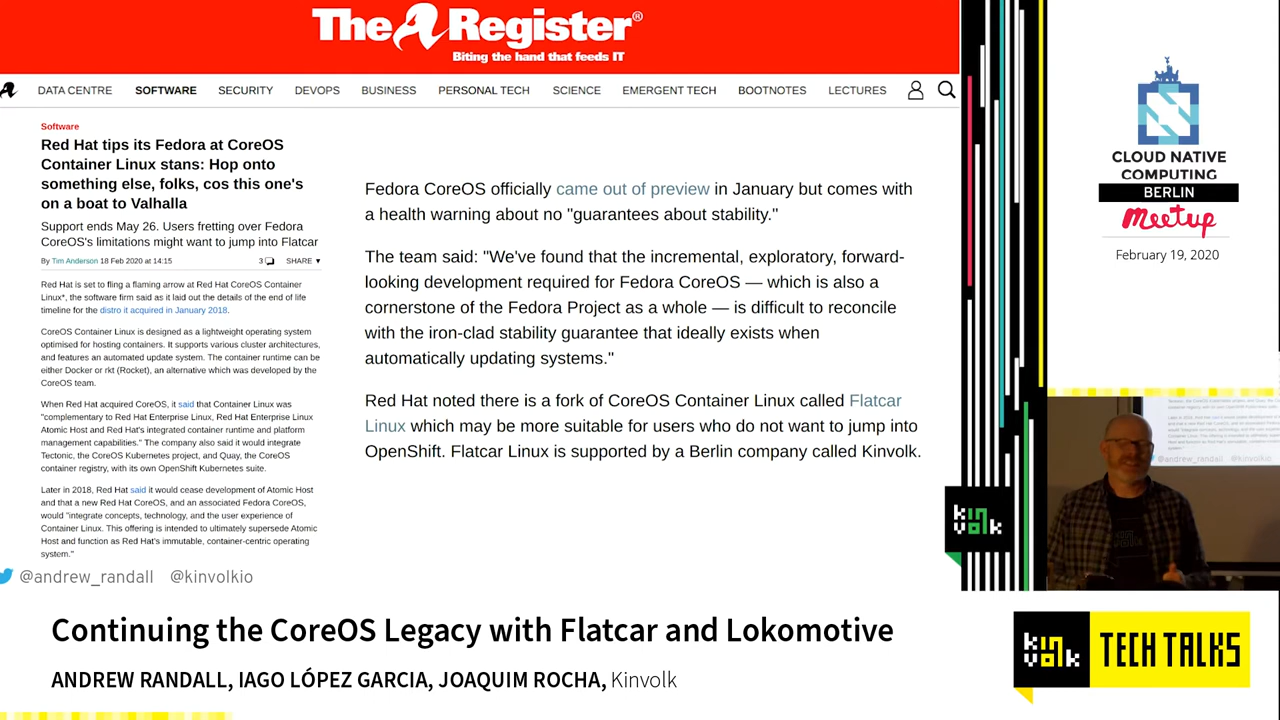 The Register®
Biting the hand that feeds IT
DATA CENTRE SOFTWARE SECURITY DEVOPS BUSINESS PERSONAL TECH SCIENCE EMERGENT TECH BOOTNOTES LECTURES
Software
Red Hat tips its Fedora at CoreOS
Container Linux stans: Hop onto
something else, folks, cos this one's
on a boat to Valhalla
Support ends May 26. Users fretting over Fedora
CoreOS's limitations might want to jump into Flatcar
By Tim Anderson 18 Feb 2020 at 14:15 3 SHARE ▼
Red Hat is set to fling a flaming arrow at Red Hat CoreOS Container
Linux*, the software firm said as it laid out the details of the end of life
timeline for the distro it acquired in January 2018.
CoreOS Container Linux is designed as a lightweight operating system
optimised for hosting containers. It supports various cluster architectures,
and features an automated update system. The container runtime can be
either Docker or rkt (Rocket), an alternative which was developed by the
CoreOS team.
When Red Hat acquired CoreOS, it said that Container Linux was
"complementary to Red Hat Enterprise Linux, Red Hat Enterprise Linux
Atomic Host and Red Hat's integrated container runtime and platform
management capabilities." The company also said it would integrate
Tectonic, the CoreOS Kubernetes project, and Quay, the CoreOS
container registry, with its own OpenShift Kubernetes suite.
Later in 2018, Red Hat said it would cease development of Atomic Host
and that a new Red Hat CoreOS, and an associated Fedora CoreOS,
would "integrate concepts, technology, and the user experience of
Container Linux. This offering is intended to ultimately supersede Atomic
Host and function as Red Hat's immutable, container-centric operating
system."
Fedora CoreOS officially came out of preview in January but comes with
a health warning about no "guarantees about stability."
The team said: "We've found that the incremental, exploratory, forward-
looking development required for Fedora CoreOS — which is also a
cornerstone of the Fedora Project as a whole — is difficult to reconcile
with the iron-clad stability guarantee that ideally exists when
automatically updating systems."
Red Hat noted there is a fork of CoreOS Container Linux called Flatcar
Linux which may be more suitable for users who do not want to jump into
OpenShift. Flatcar Linux is supported by a Berlin company called Kinvolk.
@andrew_randall @kinvolkio
CLOUD NATIVE
COMPUTING
BERLIN
meetup
February 19, 2020
kinvolk
@andrew_randall @kinvolkio
Continuing the CoreOS Legacy with Flatcar and Lokomotive
ANDREW RANDALL, IAGO LÓPEZ GARCIA, JOAQUIM ROCHA, Kinvolk
kinvolk TECH TALKS